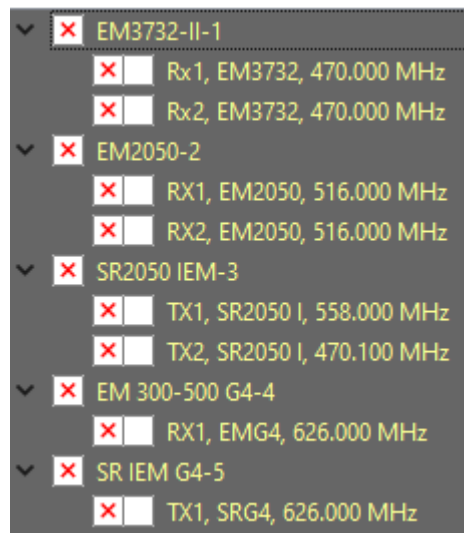 EM3732-II-1
Rx1, EM3732, 470.000 MHz
Rx2, EM3732, 470.000 MHz
EM2050-2
RX1, EM2050, 516.000 MHz
RX2, EM2050, 516.000 MHz
SR2050 IEM-3
TX1, SR2050 I, 558.000 MHz
TX2, SR2050 I, 470.100 MHz
EM 300-500 G4-4
RX1, EMG4, 626.000 MHz
SR IEM G4-5
TX1, SRG4, 626.000 MHz